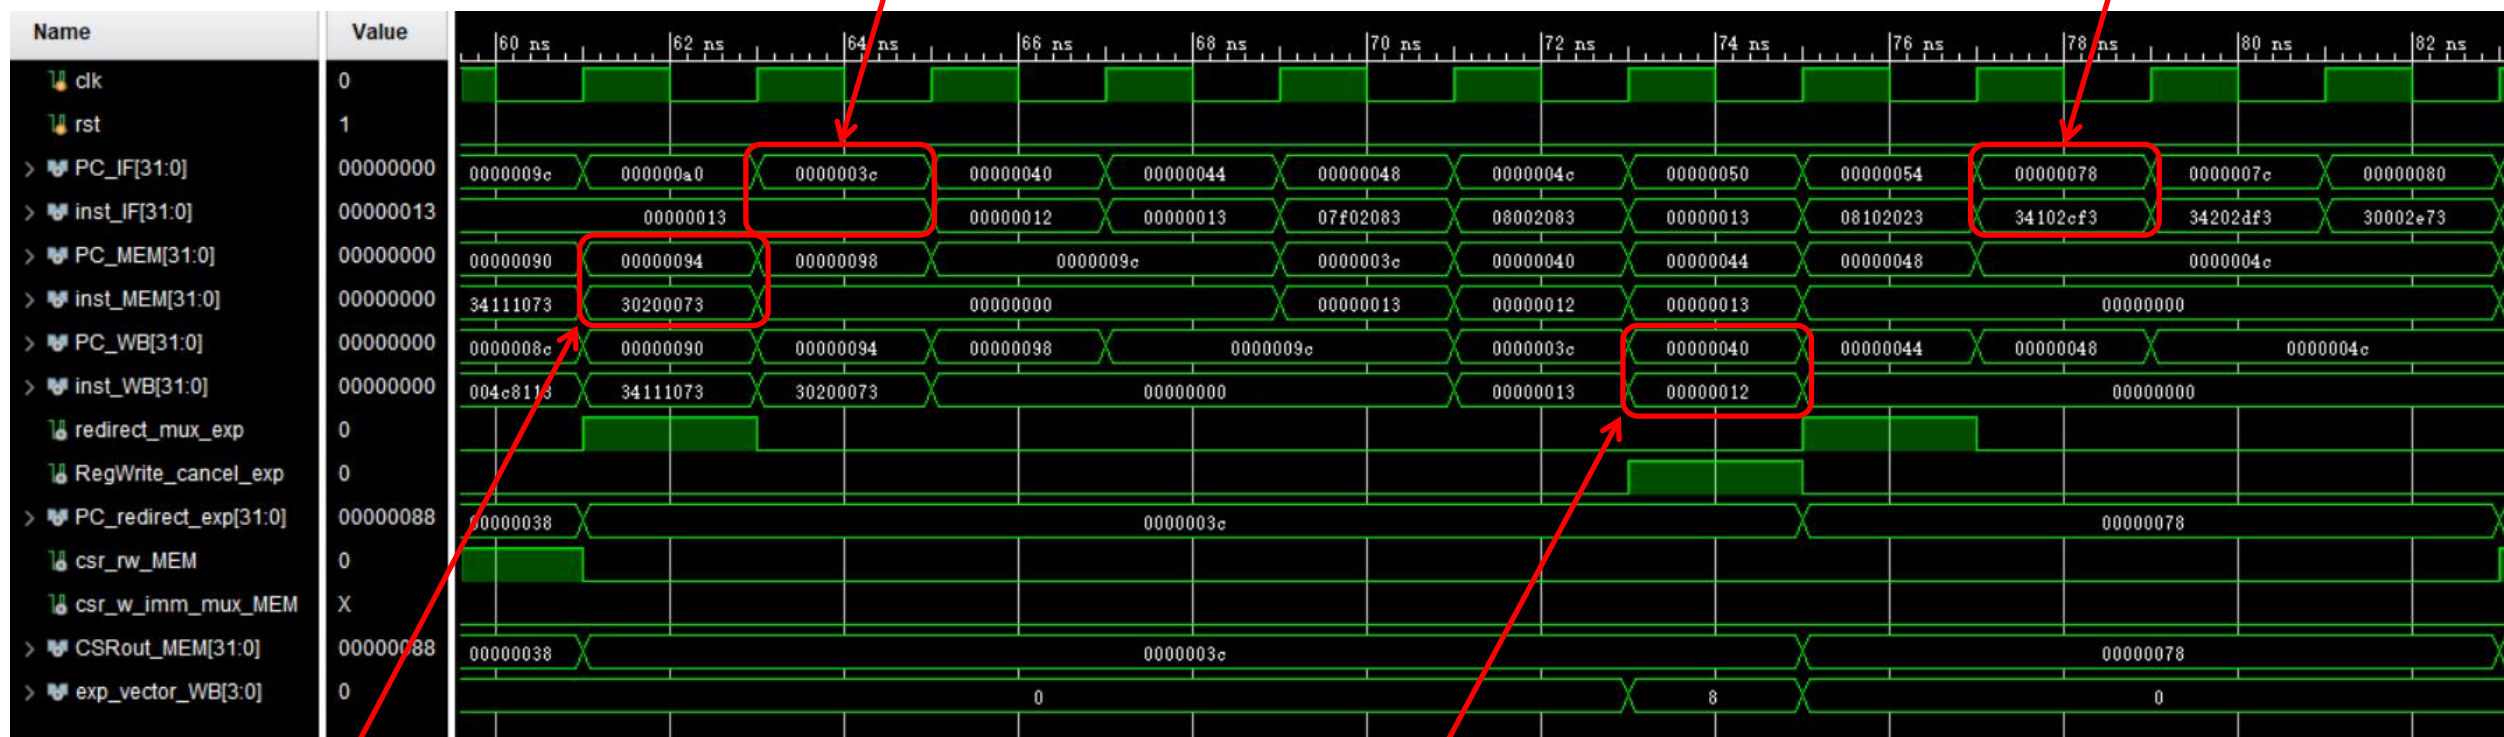 Name Value 60 ns 62 ns 64 ns 66 ns 68 ns 70 ns 72 ns 74 ns 76 ns 78 ns 80 ns 82 ns
clk 0
rst 1
PC_IF[31:0] 00000000 0000009c 000000a0 0000003c 00000040 00000044 00000048 0000004c 00000050 00000054 00000078 0000007c 00000080
inst_IF[31:0] 00000013 00000013 00000012 00000013 07f02083 08002083 00000013 08102023 34102cf3 34202df3 30002e73
PC_MEM[31:0] 00000000 00000090 00000094 00000098 0000009c 0000003c 00000040 00000044 00000048 0000004c
inst_MEM[31:0] 00000000 34111073 30200073 00000000 00000013 00000012 00000013 00000000
PC_WB[31:0] 00000000 0000008c 00000090 00000094 00000098 0000009c 0000003c 00000040 00000044 00000048 0000004c
inst_WB[31:0] 00000000 004c8113 34111073 30200073 00000000 00000013 00000012 00000000
redirect_mux_exp 0
RegWrite_cancel_exp 0
PC_redirect_exp[31:0] 00000088 00000038 0000003c 00000078
csr_rw_MEM 0
csr_w_imm_mux_MEM X
CSRout_MEM[31:0] 00000088 00000038 0000003c 00000078
exp_vector_WB[3:0] 0 0 8 0